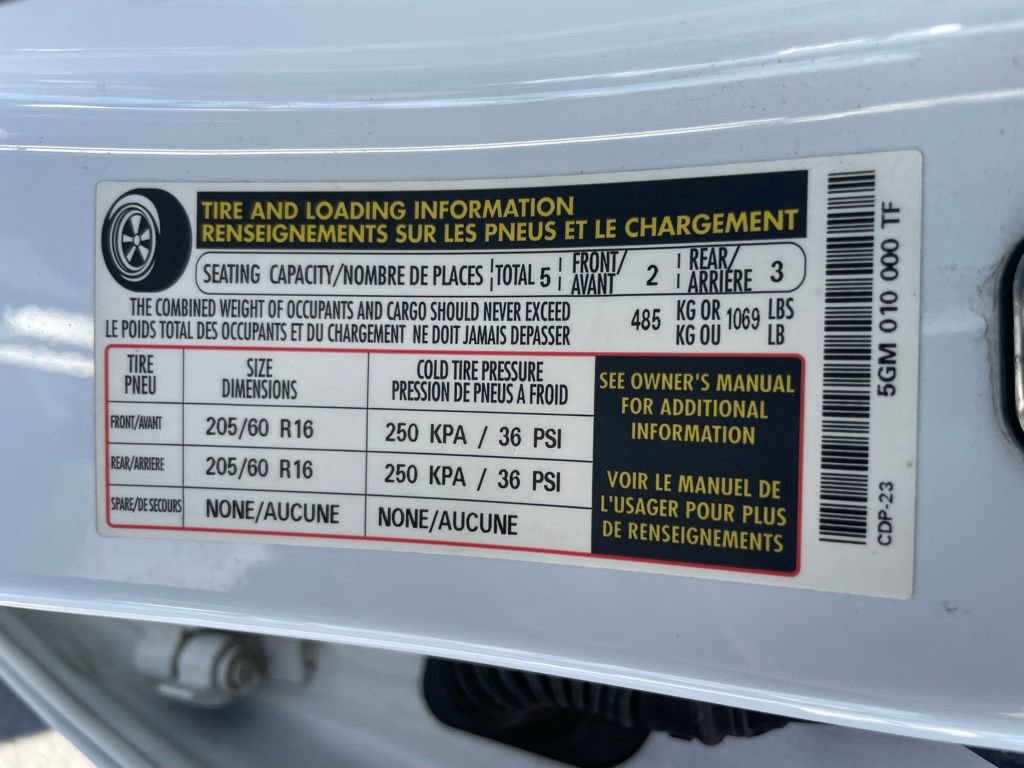 TIRE AND LOADING INFORMATION
RENSEIGNEMENTS SUR LES PNEUS ET LE CHARGEMENT
SEATING CAPACITY/NOMBRE DE PLACES TOTAL 5 FRONT/AVANT 2 REAR/ARRIÈRE 3
THE COMBINED WEIGHT OF OCCUPANTS AND CARGO SHOULD NEVER EXCEED
LE POIDS TOTAL DES OCCUPANTS ET DU CHARGEMENT NE DOIT JAMAIS DEPASSER
485 KG OR 1069 LBS
KG OU LB
TIRE SIZE COLD TIRE PRESSURE
PNEU DIMENSIONS PRESSION DE PNEUS A FROID
FRONT/AVANT 205/60 R16 250 KPA / 36 PSI
REAR/ARRIERE 205/60 R16 250 KPA / 36 PSI
SPARE/DE SECOURS NONE/AUCUNE NONE/AUCUNE
SEE OWNER'S MANUAL
FOR ADDITIONAL
INFORMATION
VOIR LE MANUEL DE
L'USAGER POUR PLUS
DE RENSEIGNEMENTS
5GM 010 000 TF
CDP-23